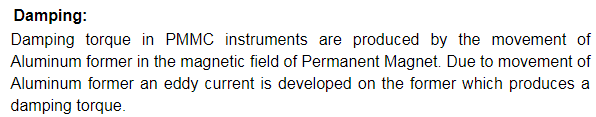 Damping:
Damping torque in PMMC instruments are produced by the movement of
Aluminum former in the magnetic field of Permanent Magnet. Due to movement of
Aluminum former an eddy current is developed on the former which produces a
damping torque.